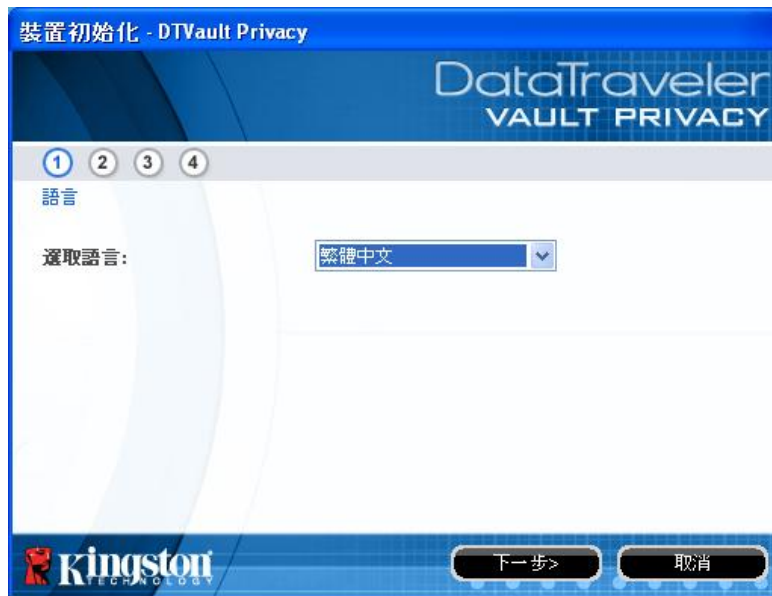 裝置初始化 - DTVault Privacy
DataTraveler
VAULT PRIVACY
1 2 3 4
語言
選取語言:
繁體中文
Kingston
TECHNOLOGY
下一步>
取消